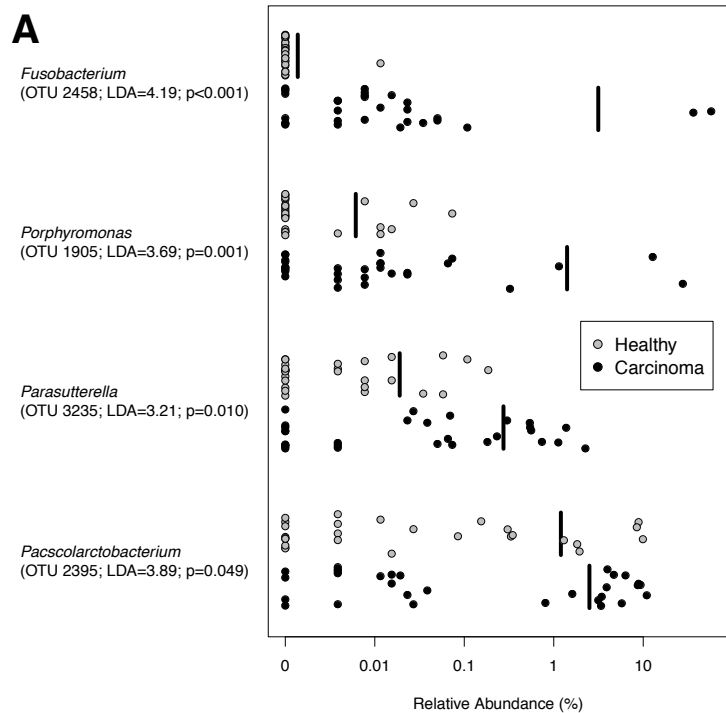 A
Fusobacterium
(OTU 2458; LDA=4.19; p<0.001)
Porphyromonas
(OTU 1905; LDA=3.69; p=0.001)
Healthy
Carcinoma
Parasutterella
(OTU 3235; LDA=3.21; p=0.010)
Pacscolarctobacterium
(OTU 2395; LDA=3.89; p=0.049)
0 0.01 0.1 1 10
Relative Abundance (%)